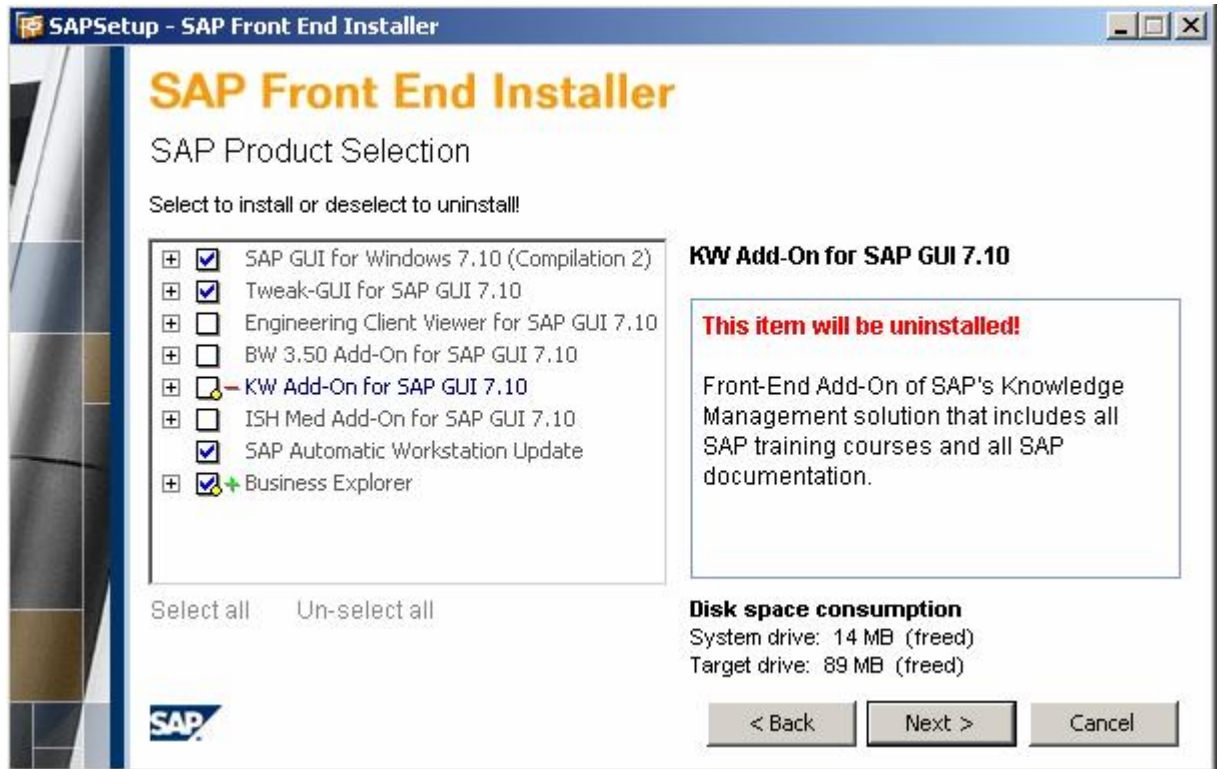 SAPSetup - SAP Front End Installer
SAP Front End Installer
SAP Product Selection
Select to install or deselect to uninstall!
SAP GUI for Windows 7.10 (Compilation 2)
Tweak-GUI for SAP GUI 7.10
Engineering Client Viewer for SAP GUI 7.10
BW 3.50 Add-On for SAP GUI 7.10
KW Add-On for SAP GUI 7.10
ISH Med Add-On for SAP GUI 7.10
SAP Automatic Workstation Update
Business Explorer
Select all Un-select all
KW Add-On for SAP GUI 7.10
This item will be uninstalled!
Front-End Add-On of SAP's Knowledge
Management solution that includes all
SAP training courses and all SAP
documentation.
Disk space consumption
System drive: 14 MB (freed)
Target drive: 89 MB (freed)
SAP
< Back Next > Cancel